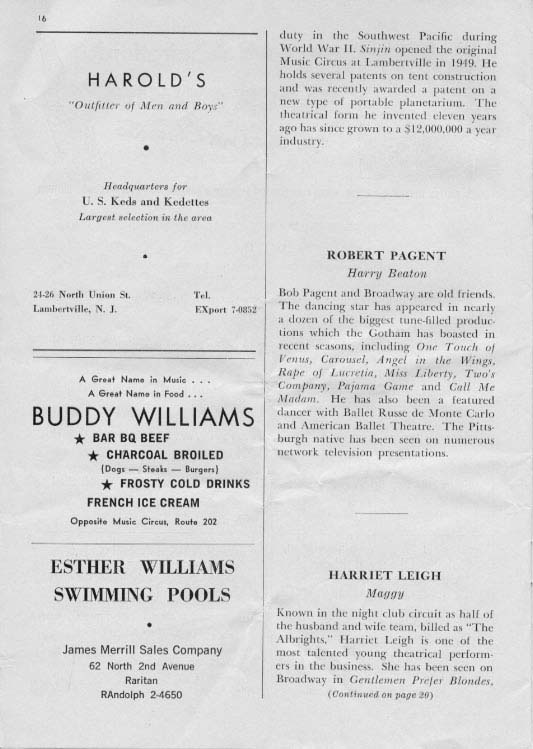 16
HAROLD'S
"Outfitter of Men and Boys"
Headquarters for
U. S. Keds and Kedettes
Largest selection in the area
24-26 North Union St. Tel.
Lambertville, N. J. EXport 7-0852
A Great Name in Music . . .
A Great Name in Food . . .
BUDDY WILLIAMS
★ BAR BQ BEEF
★ CHARCOAL BROILED
(Dogs — Steaks — Burgers)
★ FROSTY COLD DRINKS
FRENCH ICE CREAM
Opposite Music Circus, Route 202
ESTHER WILLIAMS
SWIMMING POOLS
James Merrill Sales Company
62 North 2nd Avenue
Raritan
RAndolph 2-4650
duty in the Southwest Pacific during
World War II. Sinjin opened the original
Music Circus at Lambertville in 1949. He
holds several patents on tent construction
and was recently awarded a patent on a
new type of portable planetarium. The
theatrical form he invented eleven years
ago has since grown to a $12,000,000 a year
industry.
ROBERT PAGENT
Harry Beaton
Bob Pagent and Broadway are old friends.
The dancing star has appeared in nearly
a dozen of the biggest tune-filled produc-
tions which the Gotham has boasted in
recent seasons, including One Touch of
Venus, Carousel, Angel in the Wings,
Rape of Lucretia, Miss Liberty, Two's
Company, Pajama Game and Call Me
Madam. He has also been a featured
dancer with Ballet Russe de Monte Carlo
and American Ballet Theatre. The Pitts-
burgh native has been seen on numerous
network television presentations.
HARRIET LEIGH
Maggy
Known in the night club circuit as half of
the husband and wife team, billed as "The
Albrights," Harriet Leigh is one of the
most talented young theatrical perform-
ers in the business. She has been seen on
Broadway in Gentlemen Prefer Blondes,
(Continued on page 20)